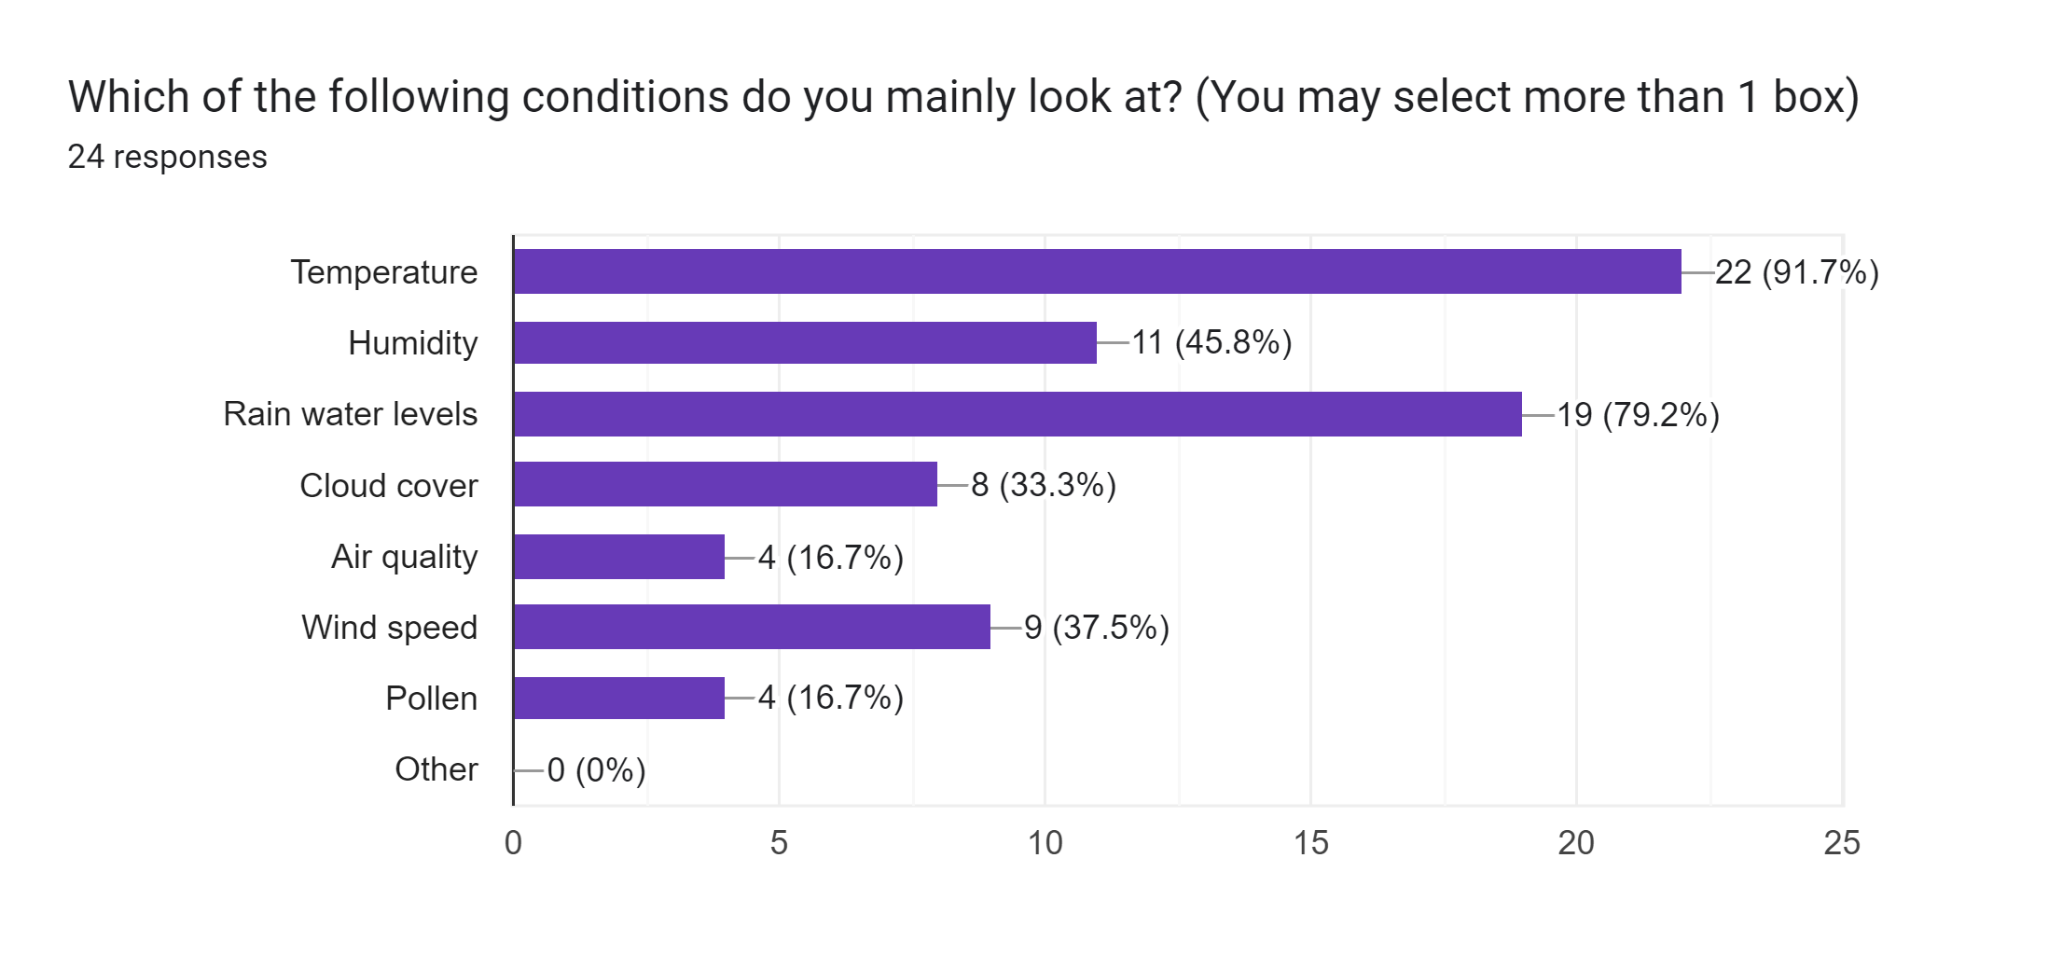 Which of the following conditions do you mainly look at? (You may select more than 1 box)
24 responses
Temperature 22 (91.7%)
Humidity 11 (45.8%)
Rain water levels 19 (79.2%)
Cloud cover 8 (33.3%)
Air quality 4 (16.7%)
Wind speed 9 (37.5%)
Pollen 4 (16.7%)
Other 0 (0%)
0 5 10 15 20 25